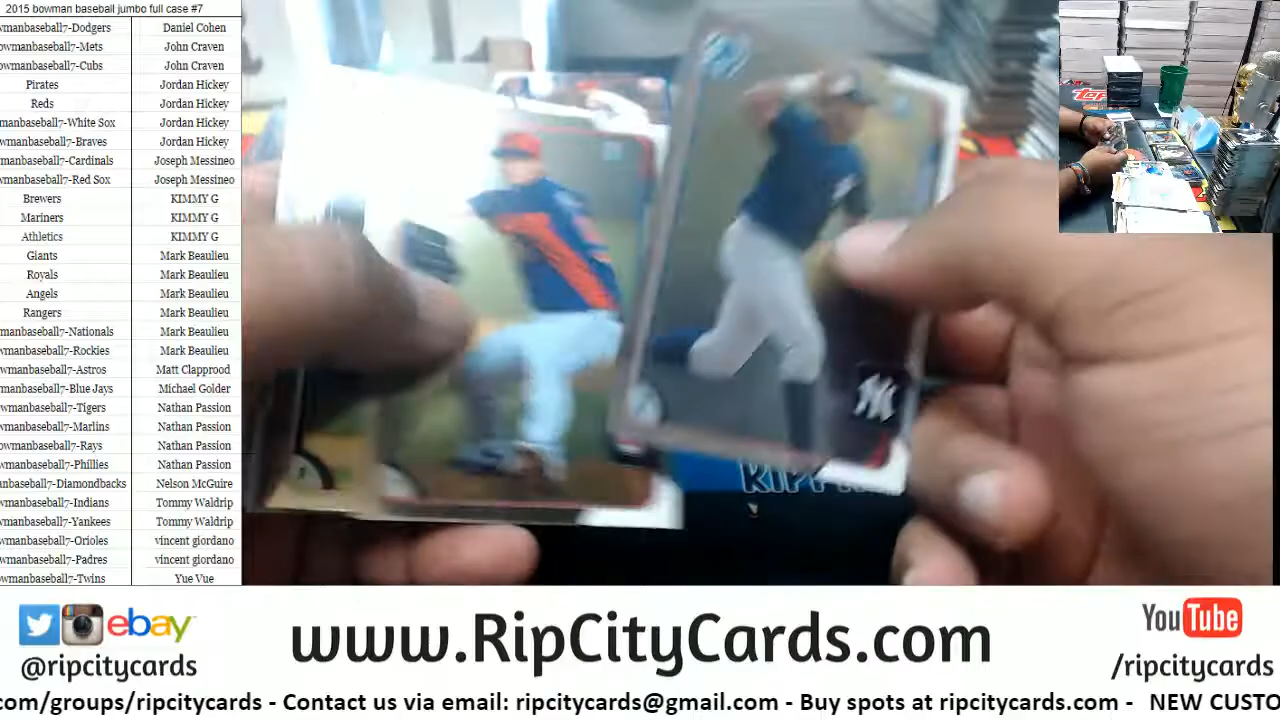 2015 bowman baseball jumbo full case #7
wmanbaseball7-Dodgers Daniel Cohen
owmanbaseball7-Mets John Craven
owmanbaseball7-Cubs John Craven
Pirates Jordan Hickey
Reds Jordan Hickey
manbaseball7-White Sox Jordan Hickey
wmanbaseball7-Braves Jordan Hickey
manbaseball7-Cardinals Joseph Messineo
manbaseball7-Red Sox Joseph Messineo
Brewers KIMMY G
Mariners KIMMY G
Athletics KIMMY G
Giants Mark Beaulieu
Royals Mark Beaulieu
Angels Mark Beaulieu
Rangers Mark Beaulieu
manbaseball7-Nationals Mark Beaulieu
wmanbaseball7-Rockies Mark Beaulieu
wmanbaseball7-Astros Matt Clapprood
manbaseball7-Blue Jays Michael Golder
wmanbaseball7-Tigers Nathan Passion
wmanbaseball7-Marlins Nathan Passion
owmanbaseball7-Rays Nathan Passion
wmanbaseball7-Phillies Nathan Passion
anbaseball7-Diamondbacks Nelson McGuire
wmanbaseball7-Indians Tommy Waldrip
wmanbaseball7-Yankees Tommy Waldrip
wmanbaseball7-Orioles vincent giordano
wmanbaseball7-Padres vincent giordano
wmanbaseball7-Twins Yue Vue
NY
ebay
@ripcitycards
www.RipCityCards.com
YouTube
/ripcitycards
com/groups/ripcitycards - Contact us via email: ripcitycards@gmail.com - Buy spots at ripcitycards.com - NEW CUSTO